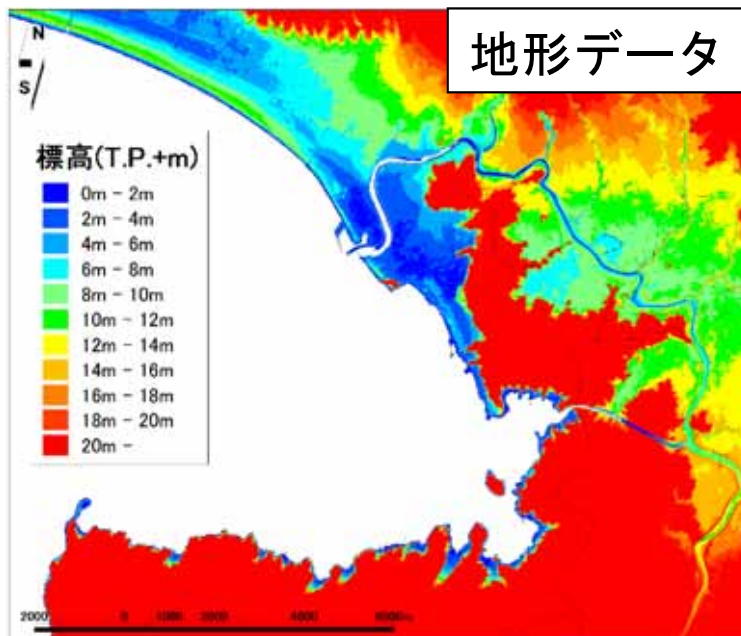 地形データ
N
S
標高(T.P.+m)
0m - 2m
2m - 4m
4m - 6m
6m - 8m
8m - 10m
10m - 12m
12m - 14m
14m - 16m
16m - 18m
18m - 20m
20m -
2000 0 1000 2000 4000